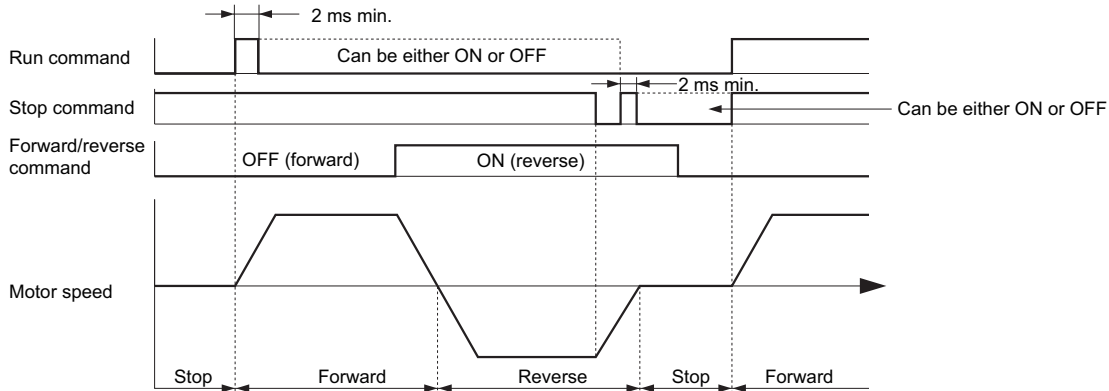 2 ms min.
Run command
Can be either ON or OFF
2 ms min.
Stop command
Can be either ON or OFF
Forward/reverse
command
OFF (forward)
ON (reverse)
Motor speed
Stop
Forward
Reverse
Stop
Forward